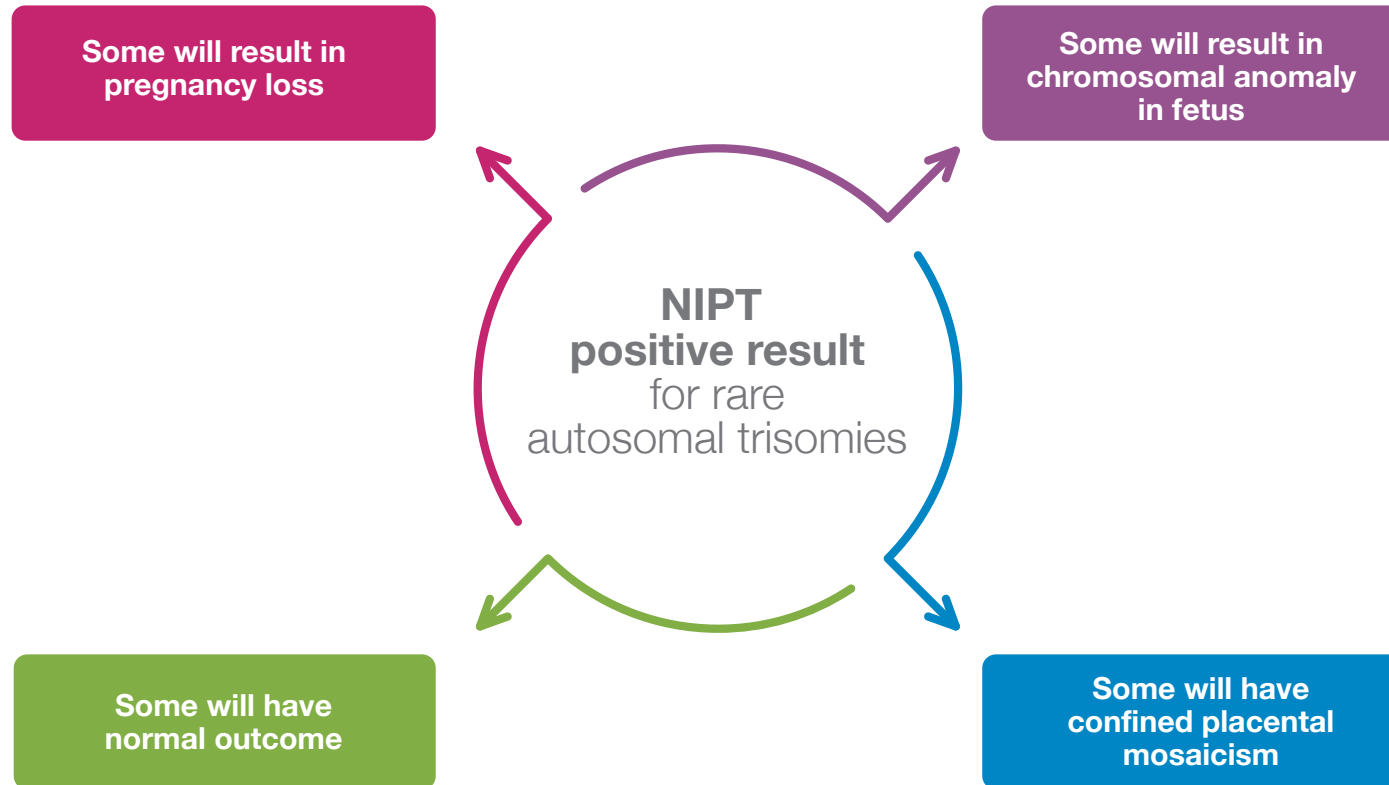 Some will result in
pregnancy loss
Some will result in
chromosomal anomaly
in fetus
NIPT
positive result
for rare
autosomal trisomies
Some will have
normal outcome
Some will have
confined placental
mosaicism